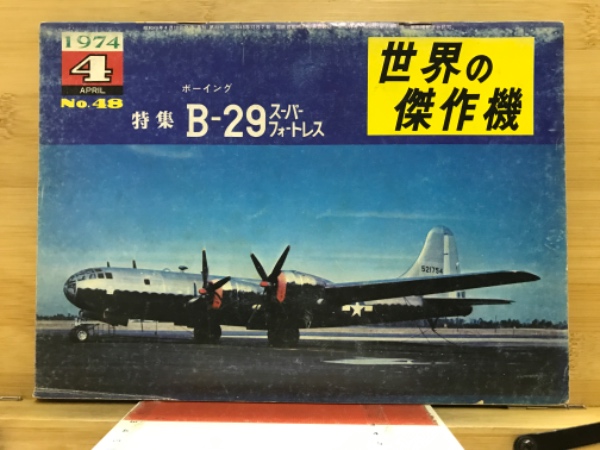 1974
4
APRIL
No.48
世界の
傑作機
ボーイング
特集 B-29 スーパーフォートレス
521784